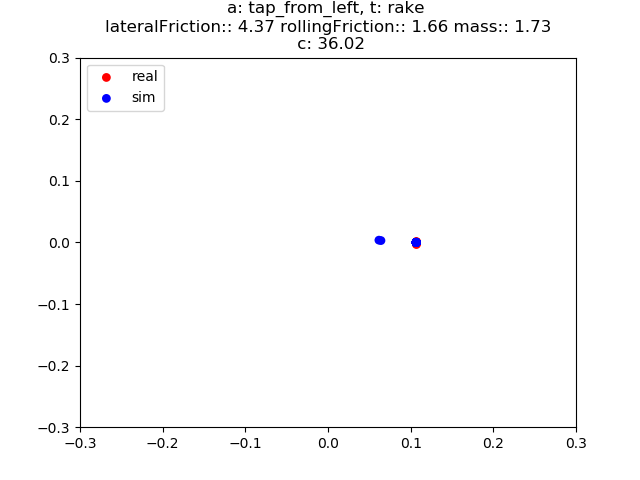 a: tap_from_left, t: rake
lateralFriction:: 4.37 rollingFriction:: 1.66 mass:: 1.73
c: 36.02
real
sim
0.3
0.2
0.1
0.0
−0.1
−0.2
−0.3
−0.3 −0.2 −0.1 0.0 0.1 0.2 0.3